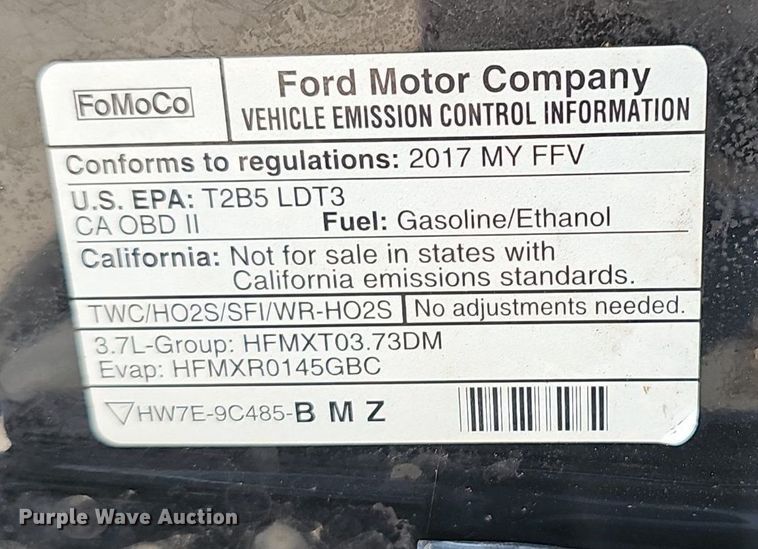 FoMoCo
Ford Motor Company
VEHICLE EMISSION CONTROL INFORMATION
Conforms to regulations: 2017 MY FFV
U.S. EPA: T2B5 LDT3
CA OBD II Fuel: Gasoline/Ethanol
California: Not for sale in states with
California emissions standards.
TWC/HO2S/SFI/WR-HO2S No adjustments needed.
3.7L-Group: HFMXT03.73DM
Evap: HFMXR0145GBC
HW7E-9C485-B M Z
Purple Wave Auction